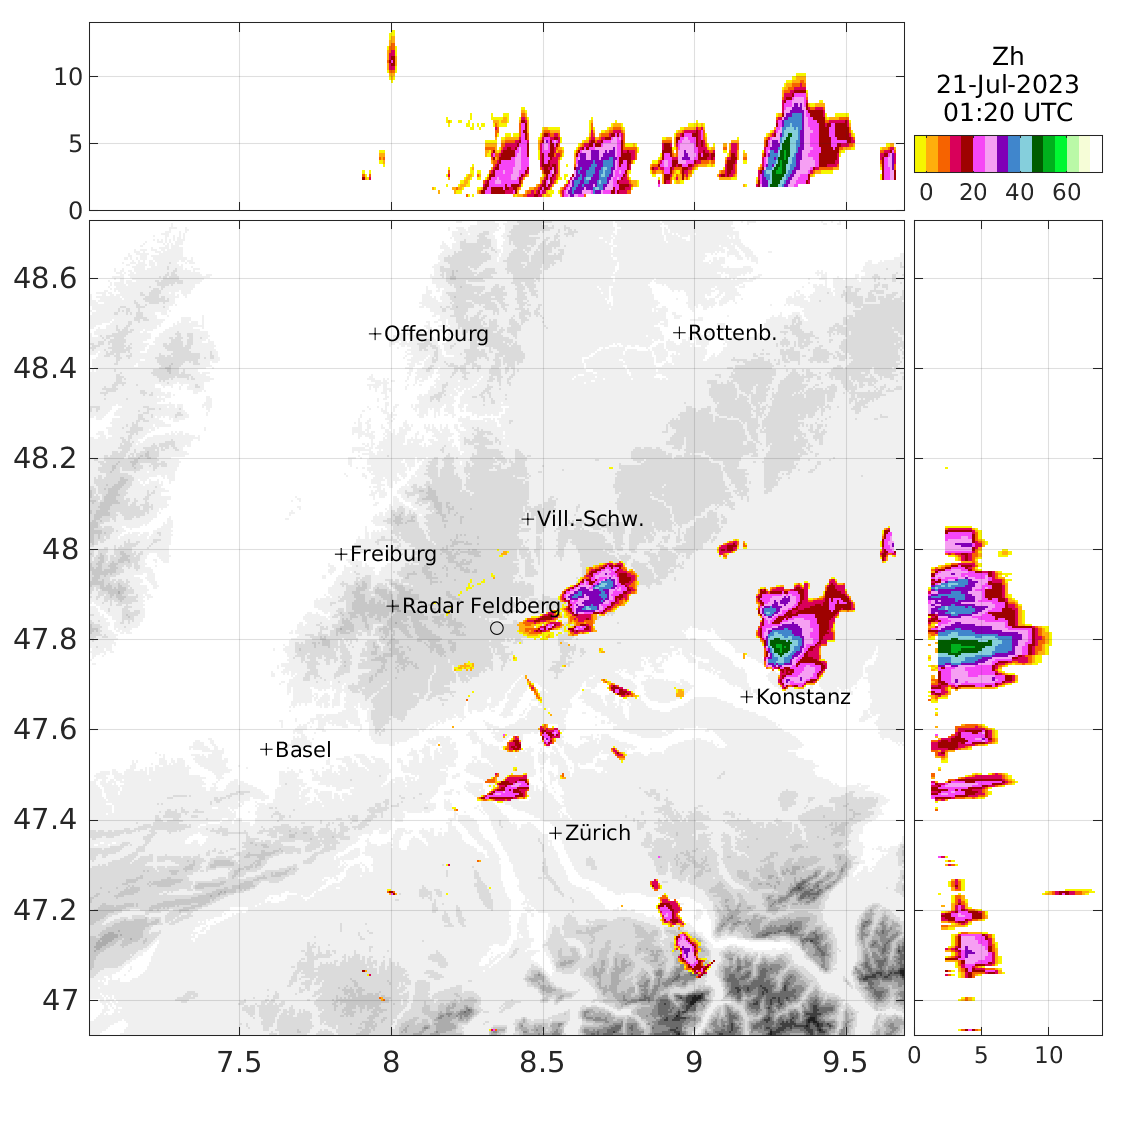 10
5
0
Zh
21-Jul-2023
01:20 UTC
0 20 40 60
48.6
48.4
48.2
48
47.8
47.6
47.4
47.2
47
+Offenburg
+Rottenb.
+Vill.-Schw.
+Freiburg
+Radar Feldberg
+Konstanz
+Basel
+Zürich
7.5 8 8.5 9 9.5
0 5 10